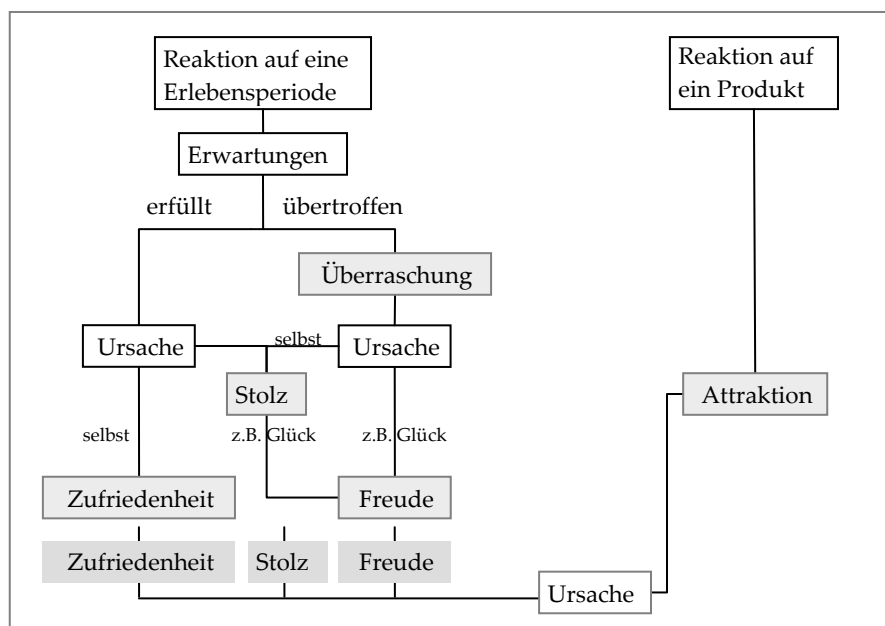 Reaktion auf eine
Erlebensperiode
Reaktion auf
ein Produkt
Erwartungen
erfüllt
übertroffen
Überraschung
Ursache
selbst
Ursache
Stolz
Attraktion
selbst
z.B. Glück
z.B. Glück
Zufriedenheit
Freude
Zufriedenheit
Stolz
Freude
Ursache